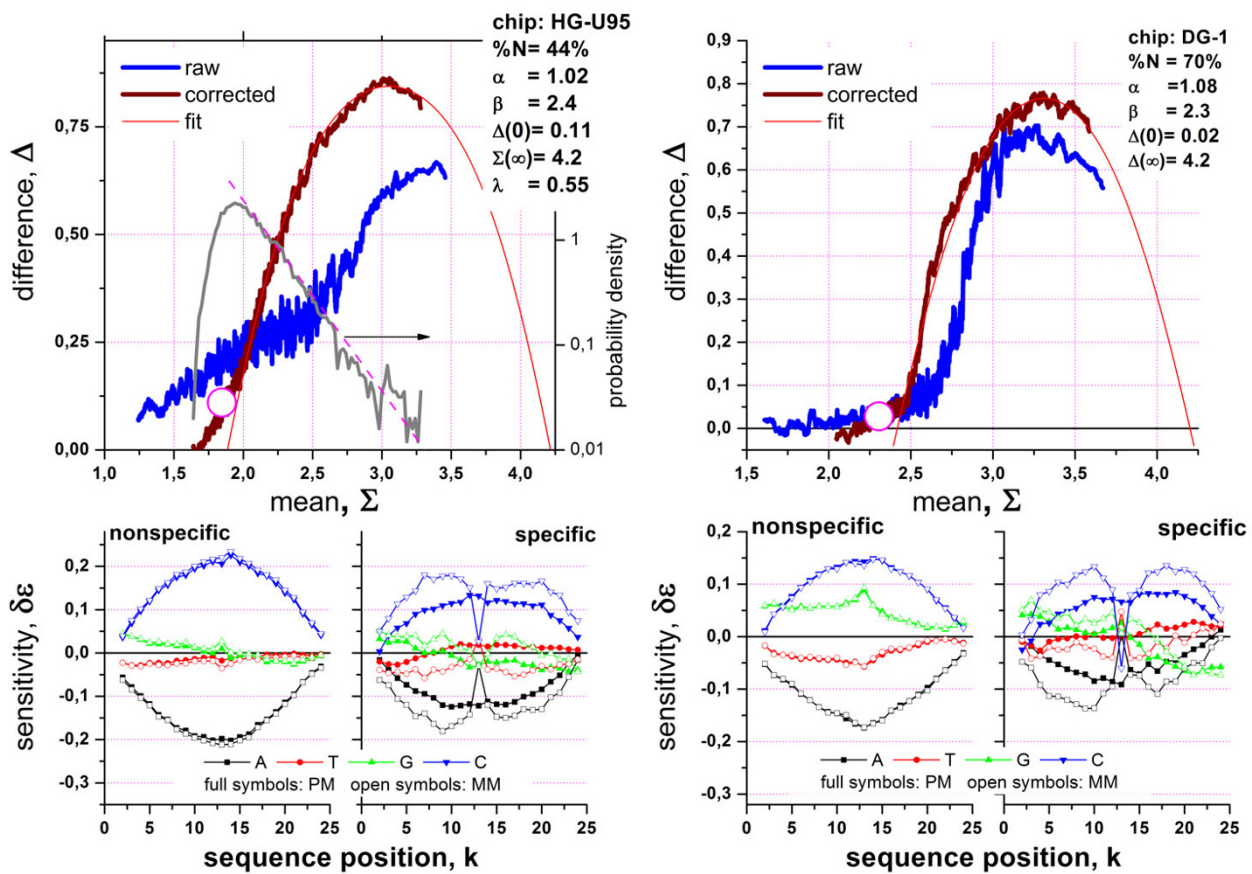 chip: HG-U95
%N= 44%
α = 1.02
β = 2.4
Δ(0)= 0.11
Σ(∞)= 4.2
λ = 0.55
raw
corrected
fit
difference, Δ
0,75
0,50
0,25
0,00
1,0 1,5 2,0 2,5 3,0 3,5 4,0
mean, Σ
1
0,1
0,01
probability density
chip: DG-1
%N = 70%
α =1.08
β = 2.3
Δ(0)= 0.02
Δ(∞)= 4.2
raw
corrected
fit
difference, Δ
0,9
0,8
0,7
0,6
0,5
0,4
0,3
0,2
0,1
0,0
1,5 2,0 2,5 3,0 3,5 4,0
mean, Σ
nonspecific specific
sensitivity, δε
0,2
0,1
0,0
-0,1
-0,2
-0,3
A T G C
full symbols: PM open symbols: MM
0 5 10 15 20 25 0 5 10 15 20 25
sequence position, k
nonspecific specific
sensitivity, δε
0,2
0,1
0,0
-0,1
-0,2
-0,3
A T G C
full symbols: PM open symbols: MM
0 5 10 15 20 25 0 5 10 15 20 25
sequence position, k